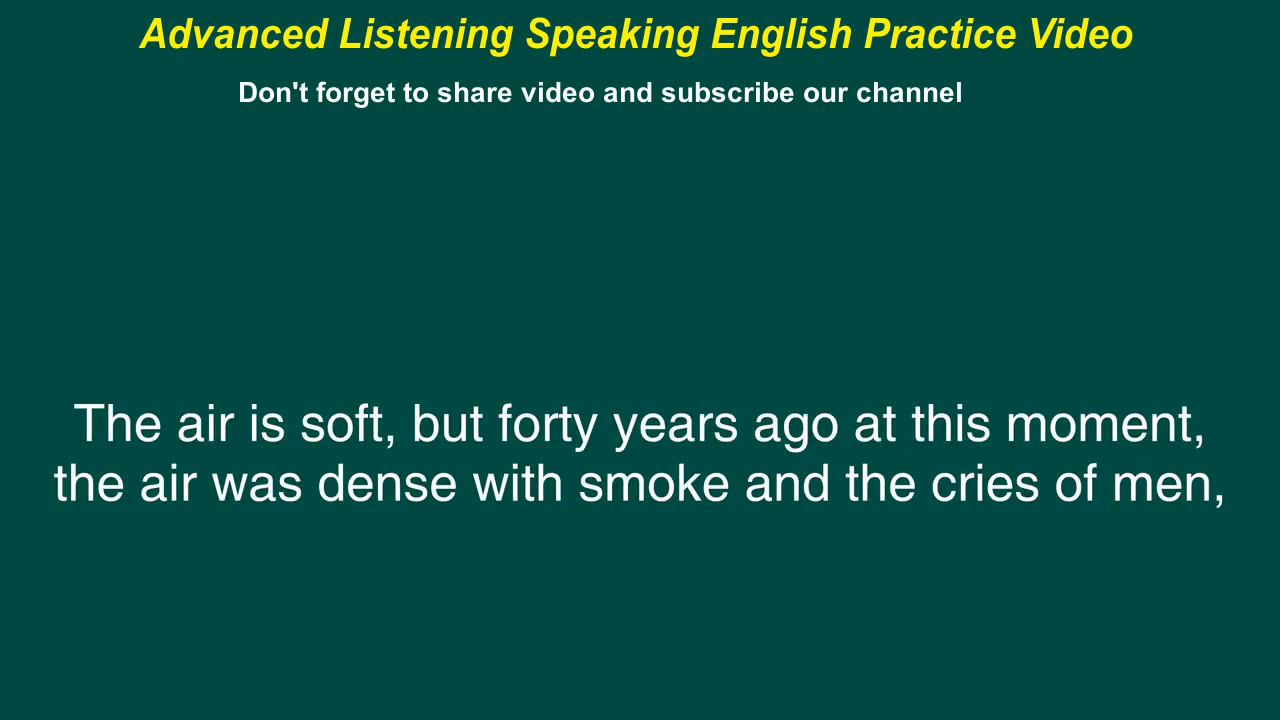 Advanced Listening Speaking English Practice Video
Don't forget to share video and subscribe our channel
The air is soft, but forty years ago at this moment,
the air was dense with smoke and the cries of men,